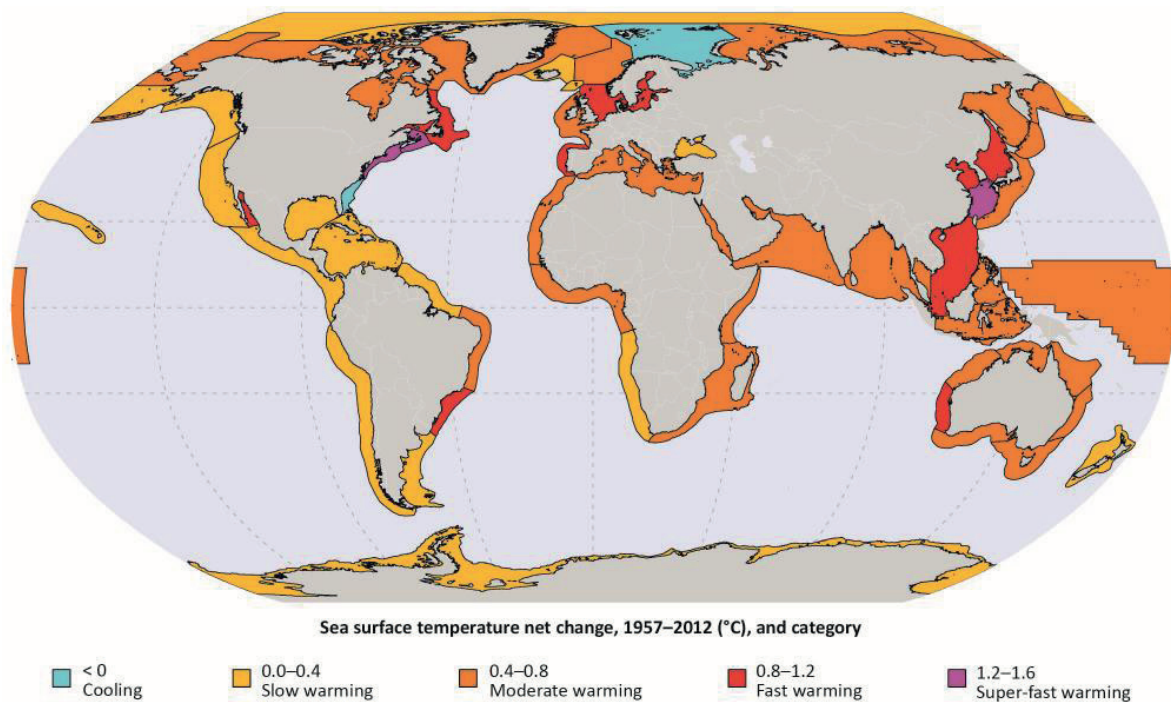 Sea surface temperature net change, 1957–2012 (°C), and category
< 0
Cooling
0.0–0.4
Slow warming
0.4–0.8
Moderate warming
0.8–1.2
Fast warming
1.2–1.6
Super-fast warming